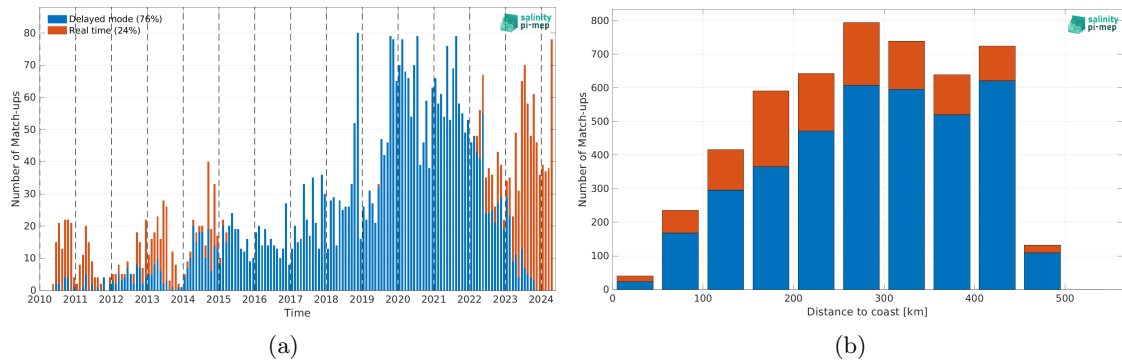 Delayed mode (76%)
Real time (24%)
salinity
pi-mep
Number of Match-ups
80
70
60
50
40
30
20
10
0
2010 2011 2012 2013 2014 2015 2016 2017 2018 2019 2020 2021 2022 2023 2024
Time
(a)
salinity
pi-mep
Number of Match-ups
800
700
600
500
400
300
200
100
0
0 100 200 300 400 500
Distance to coast [km]
(b)